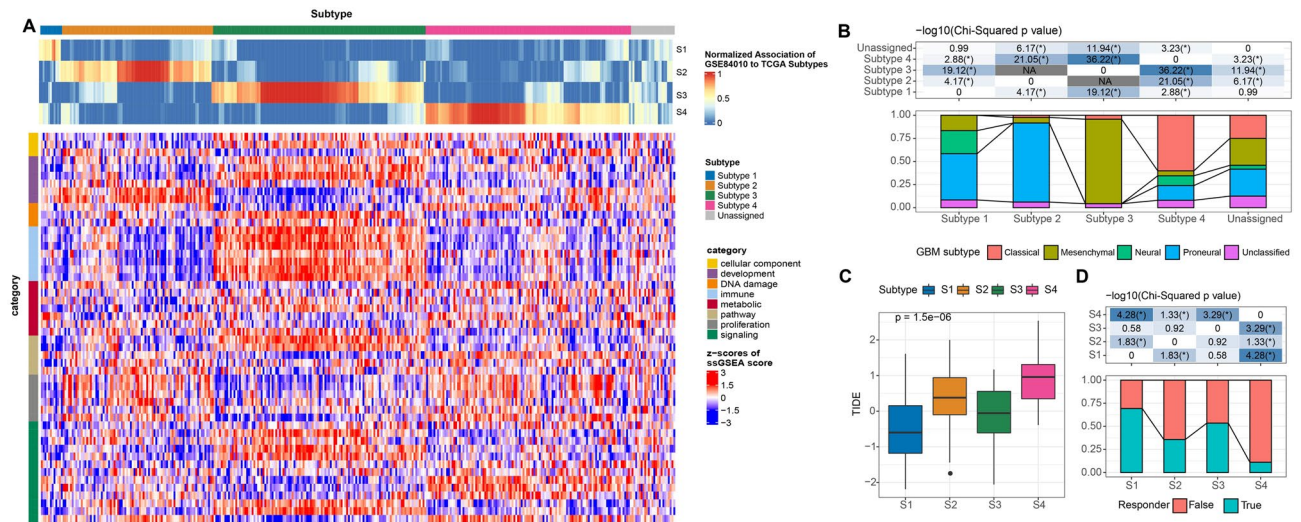 A
Subtype
S1
S2
S3
S4
Normalized Association of
GSE84010 to TCGA Subtypes
1
0.5
0
Subtype
Subtype 1
Subtype 2
Subtype 3
Subtype 4
Unassigned
category
category
cellular component
development
DNA damage
immune
metabolic
pathway
proliferation
signaling
z-scores of
ssGSEA score
3
1.5
0
−1.5
−3
B
−log10(Chi-Squared p value)
Unassigned 0.99 6.17(*) 11.94(*) 3.23(*) 0
Subtype 4 2.88(*) 21.05(*) 36.22(*) 0 3.23(*)
Subtype 3 19.12(*) NA 0 36.22(*) 11.94(*)
Subtype 2 4.17(*) 0 NA 21.05(*) 6.17(*)
Subtype 1 0 4.17(*) 19.12(*) 2.88(*) 0.99
1.00
0.75
0.50
0.25
0.00
Subtype 1 Subtype 2 Subtype 3 Subtype 4 Unassigned
GBM subtype Classical Mesenchymal Neural Proneural Unclassified
C
Subtype S1 S2 S3 S4
p = 1.5e−06
TIDE
2
1
0
−1
−2
S1 S2 S3 S4
D
−log10(Chi-Squared p value)
S4 4.28(*) 1.33(*) 3.29(*) 0
S3 0.58 0.92 0 3.29(*)
S2 1.83(*) 0 0.92 1.33(*)
S1 0 1.83(*) 0.58 4.28(*)
1.00
0.75
0.50
0.25
0.00
S1 S2 S3 S4
Responder False True